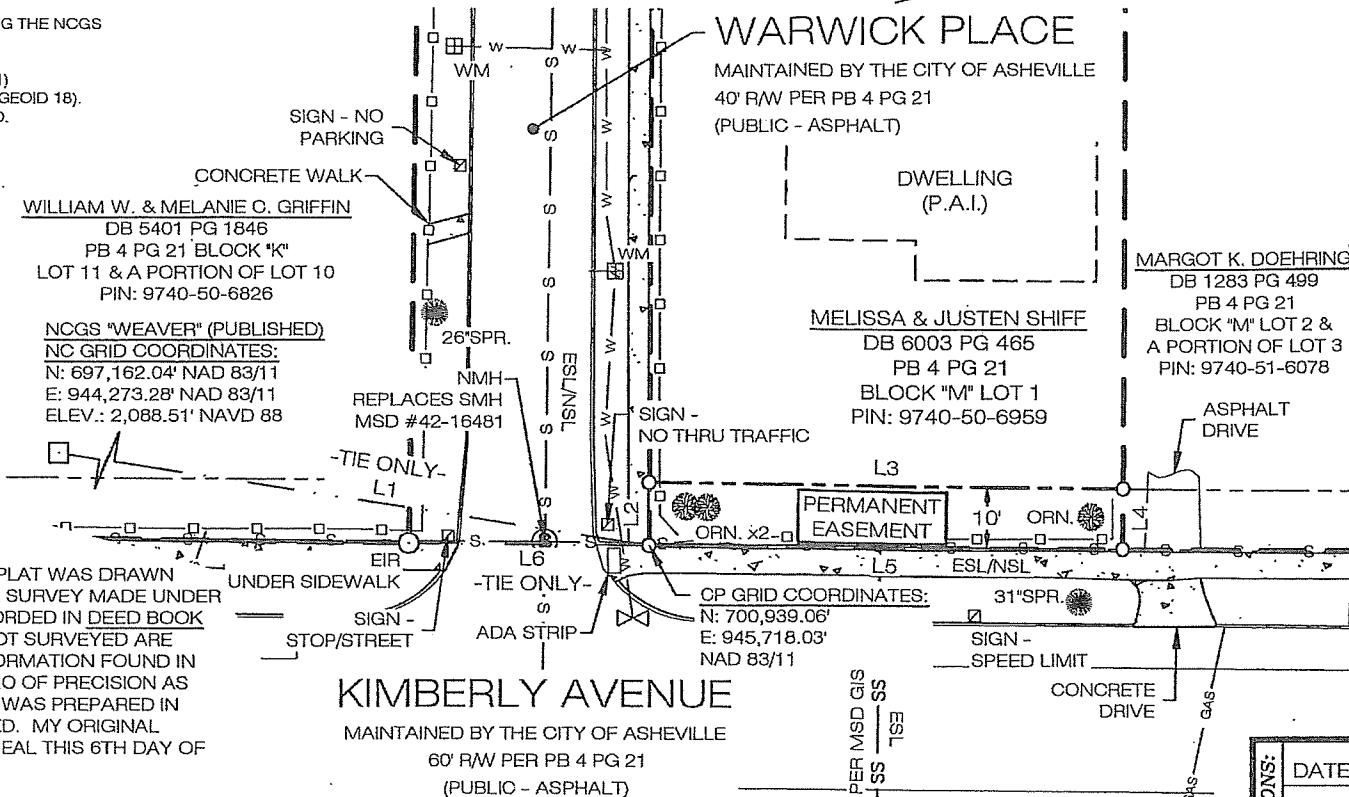 G THE NCGS
GEOID 18).
WARWICK PLACE
MAINTAINED BY THE CITY OF ASHEVILLE
40' R/W PER PB 4 PG 21
(PUBLIC - ASPHALT)
W
W
WM
SIGN - NO
PARKING
CONCRETE WALK
DWELLING
(P.A.I.)
WILLIAM W. & MELANIE C. GRIFFIN
DB 5401 PG 1846
PB 4 PG 21 BLOCK "K"
LOT 11 & A PORTION OF LOT 10
PIN: 9740-50-6826
WM
MARGOT K. DOEHRING
DB 1283 PG 499
PB 4 PG 21
BLOCK "M" LOT 2 &
A PORTION OF LOT 3
PIN: 9740-51-6078
NCGS "WEAVER" (PUBLISHED)
NC GRID COORDINATES:
N: 697,162.04' NAD 83/11
E: 944,273.28' NAD 83/11
ELEV.: 2,088.51' NAVD 88
26"SPR.
MELISSA & JUSTEN SHIFF
DB 6003 PG 465
PB 4 PG 21
BLOCK "M" LOT 1
PIN: 9740-50-6959
ESL/NSL
NMH
REPLACES SMH
MSD #42-16481
SIGN -
NO THRU TRAFFIC
ASPHALT
DRIVE
-TIE ONLY-
L1
L2
L3
L4
PERMANENT
EASEMENT
10'
ORN.
ORN. x2
EIR
UNDER SIDEWALK
L6
-TIE ONLY-
L5
ESL/NSL
PLAT WAS DRAWN
SURVEY MADE UNDER
ORDED IN DEED BOOK
OT SURVEYED ARE
ORMATION FOUND IN
O OF PRECISION AS
WAS PREPARED IN
ED. MY ORIGINAL
EAL THIS 6TH DAY OF
SIGN -
STOP/STREET
ADA STRIP
CP GRID COORDINATES:
N: 700,939.06'
E: 945,718.03'
NAD 83/11
31"SPR.
SIGN -
SPEED LIMIT
CONCRETE
DRIVE
KIMBERLY AVENUE
MAINTAINED BY THE CITY OF ASHEVILLE
60' R/W PER PB 4 PG 21
(PUBLIC - ASPHALT)
PER MSD GIS
SS
SS
ESL
GAS
GAS
ONS:
DATE